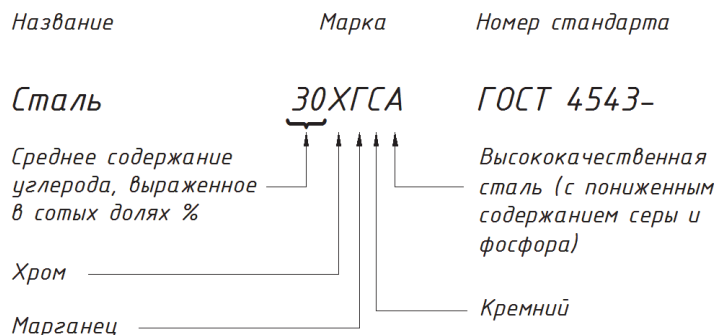 Название Марка Номер стандарта
Сталь 30ХГСА ГОСТ 4543-
Среднее содержание
углерода, выраженное
в сотых долях %
Высококачественная
сталь (с пониженным
содержанием серы и
фосфора)
Хром
Кремний
Марганец